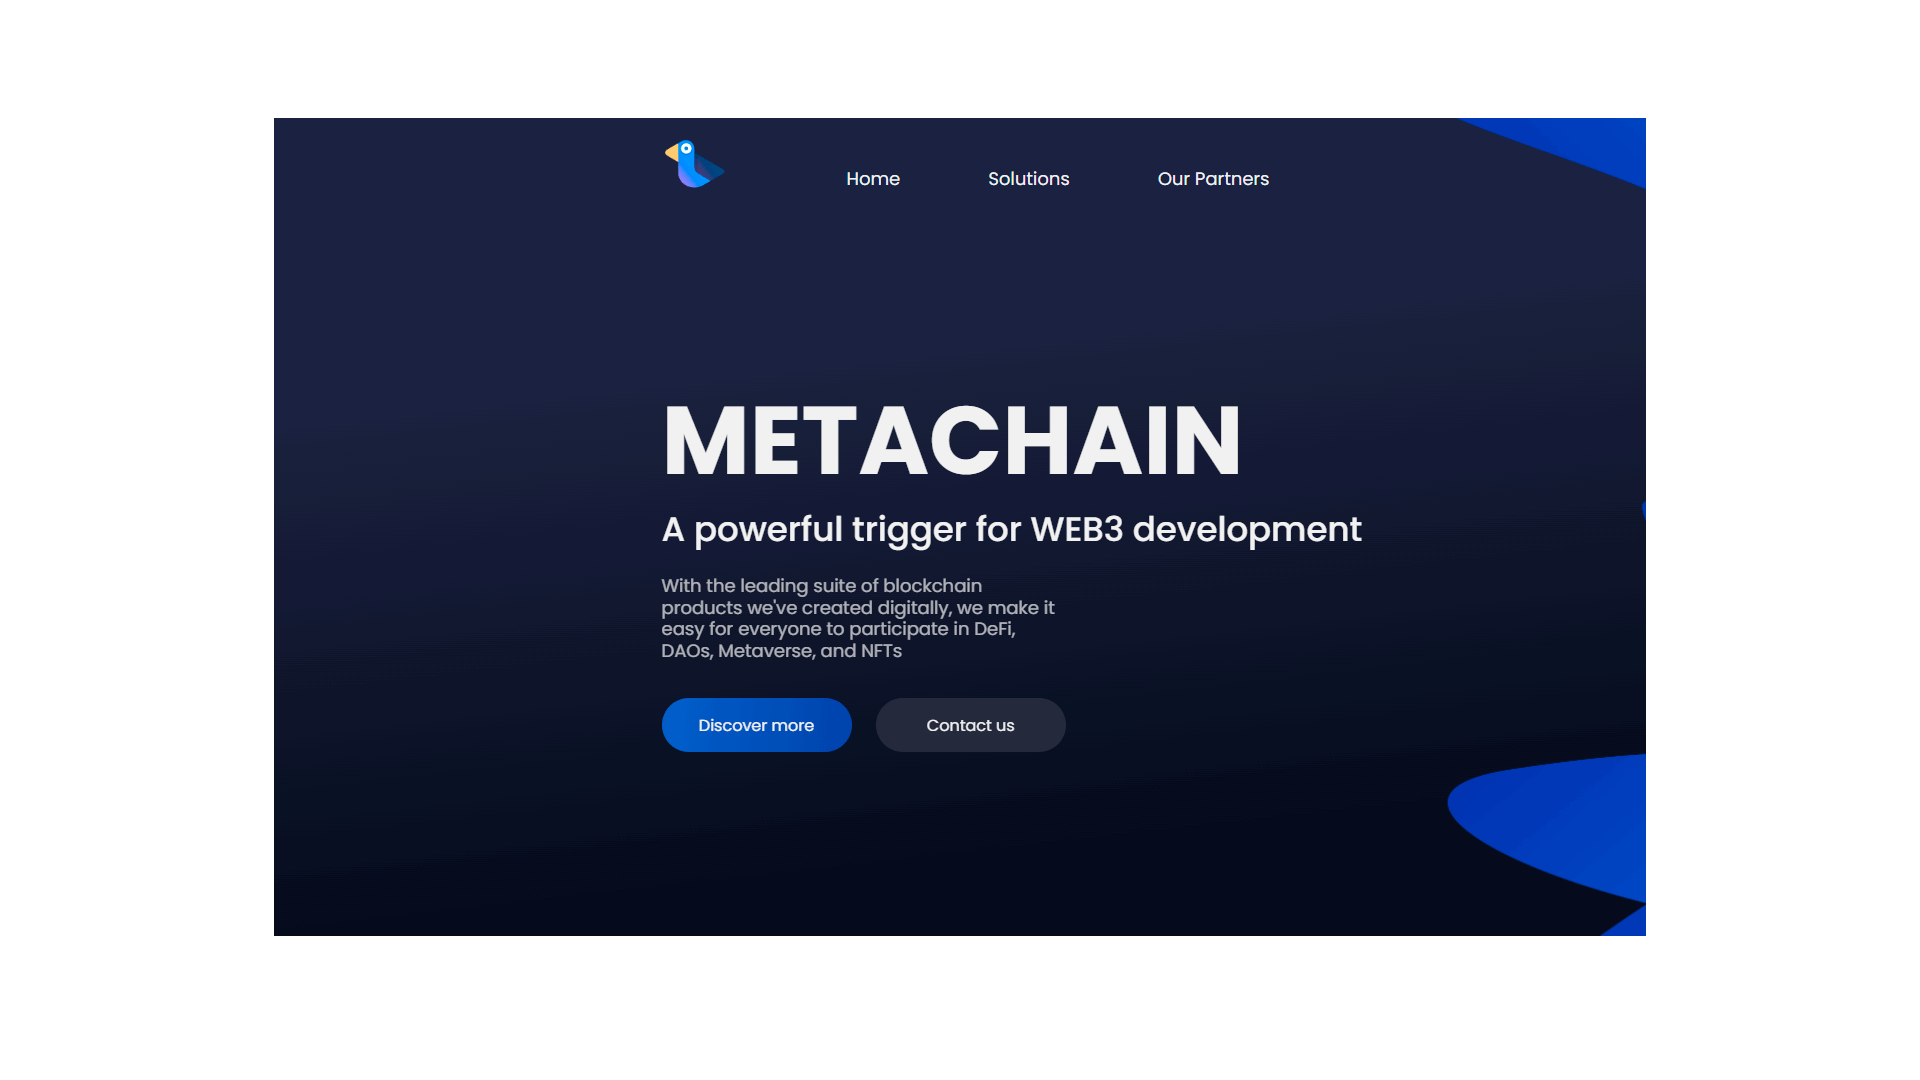 Home
Solutions
Our Partners
METACHAIN
A powerful trigger for WEB3 development
With the leading suite of blockchain
products we've created digitally, we make it
easy for everyone to participate in DeFi,
DAOs, Metaverse, and NFTs
Discover more
Contact us